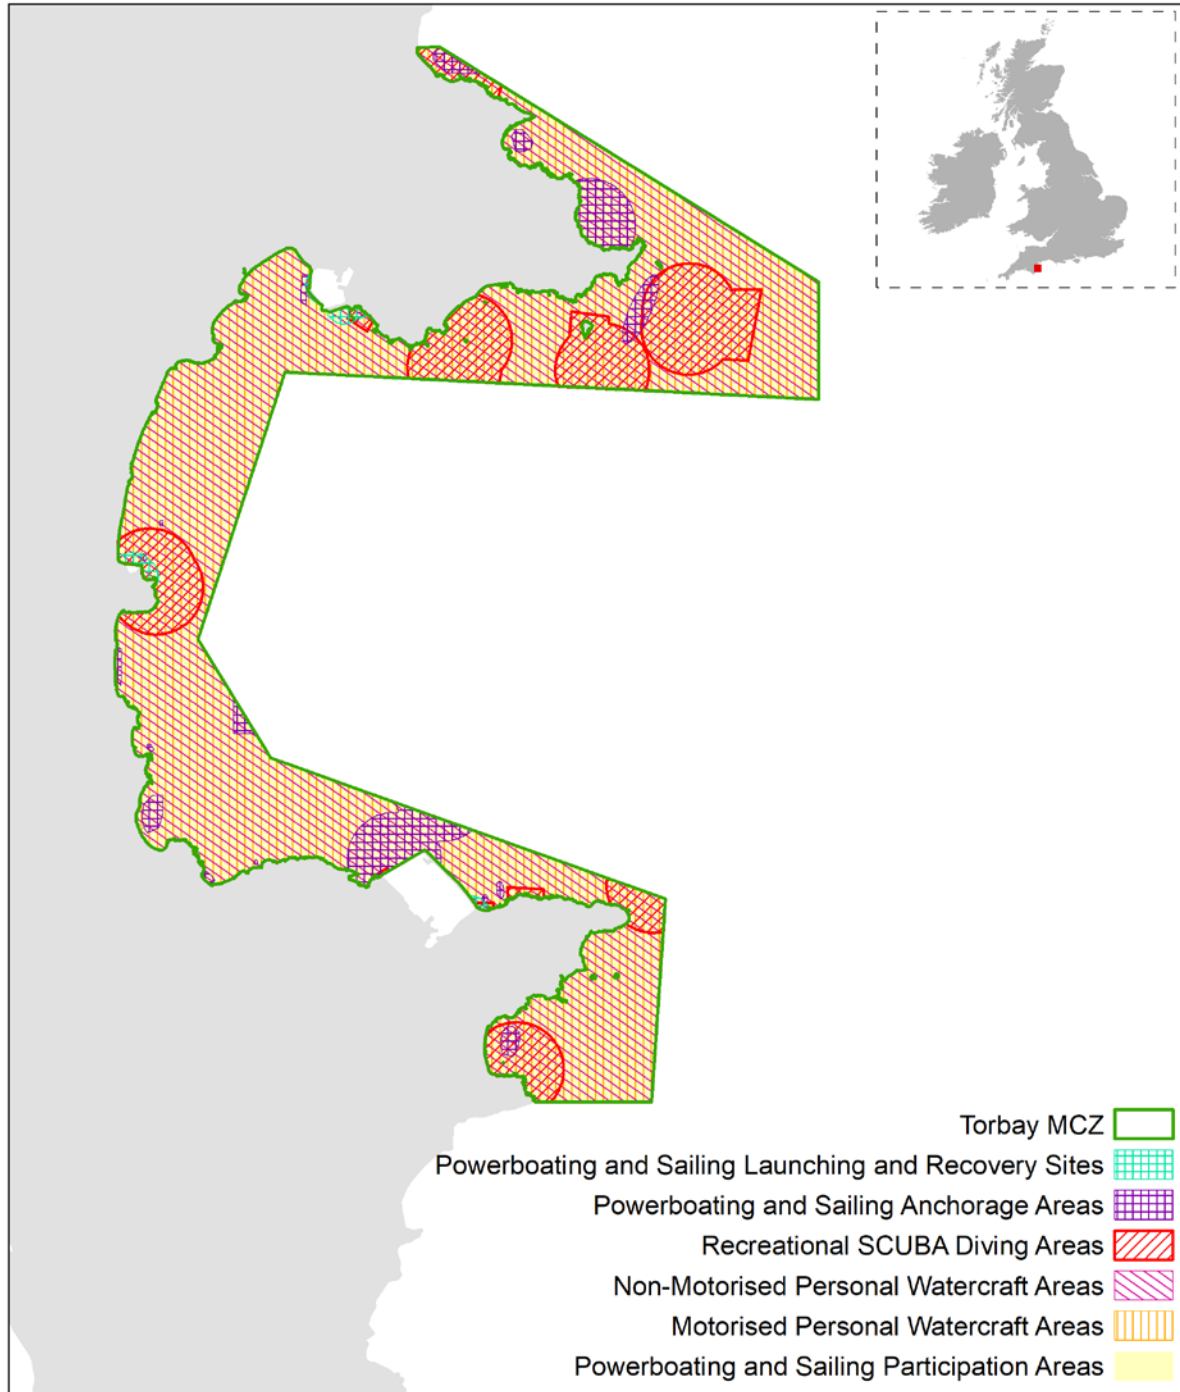 Torbay MCZ
Powerboating and Sailing Launching and Recovery Sites
Powerboating and Sailing Anchorage Areas
Recreational SCUBA Diving Areas
Non-Motorised Personal Watercraft Areas
Motorised Personal Watercraft Areas
Powerboating and Sailing Participation Areas